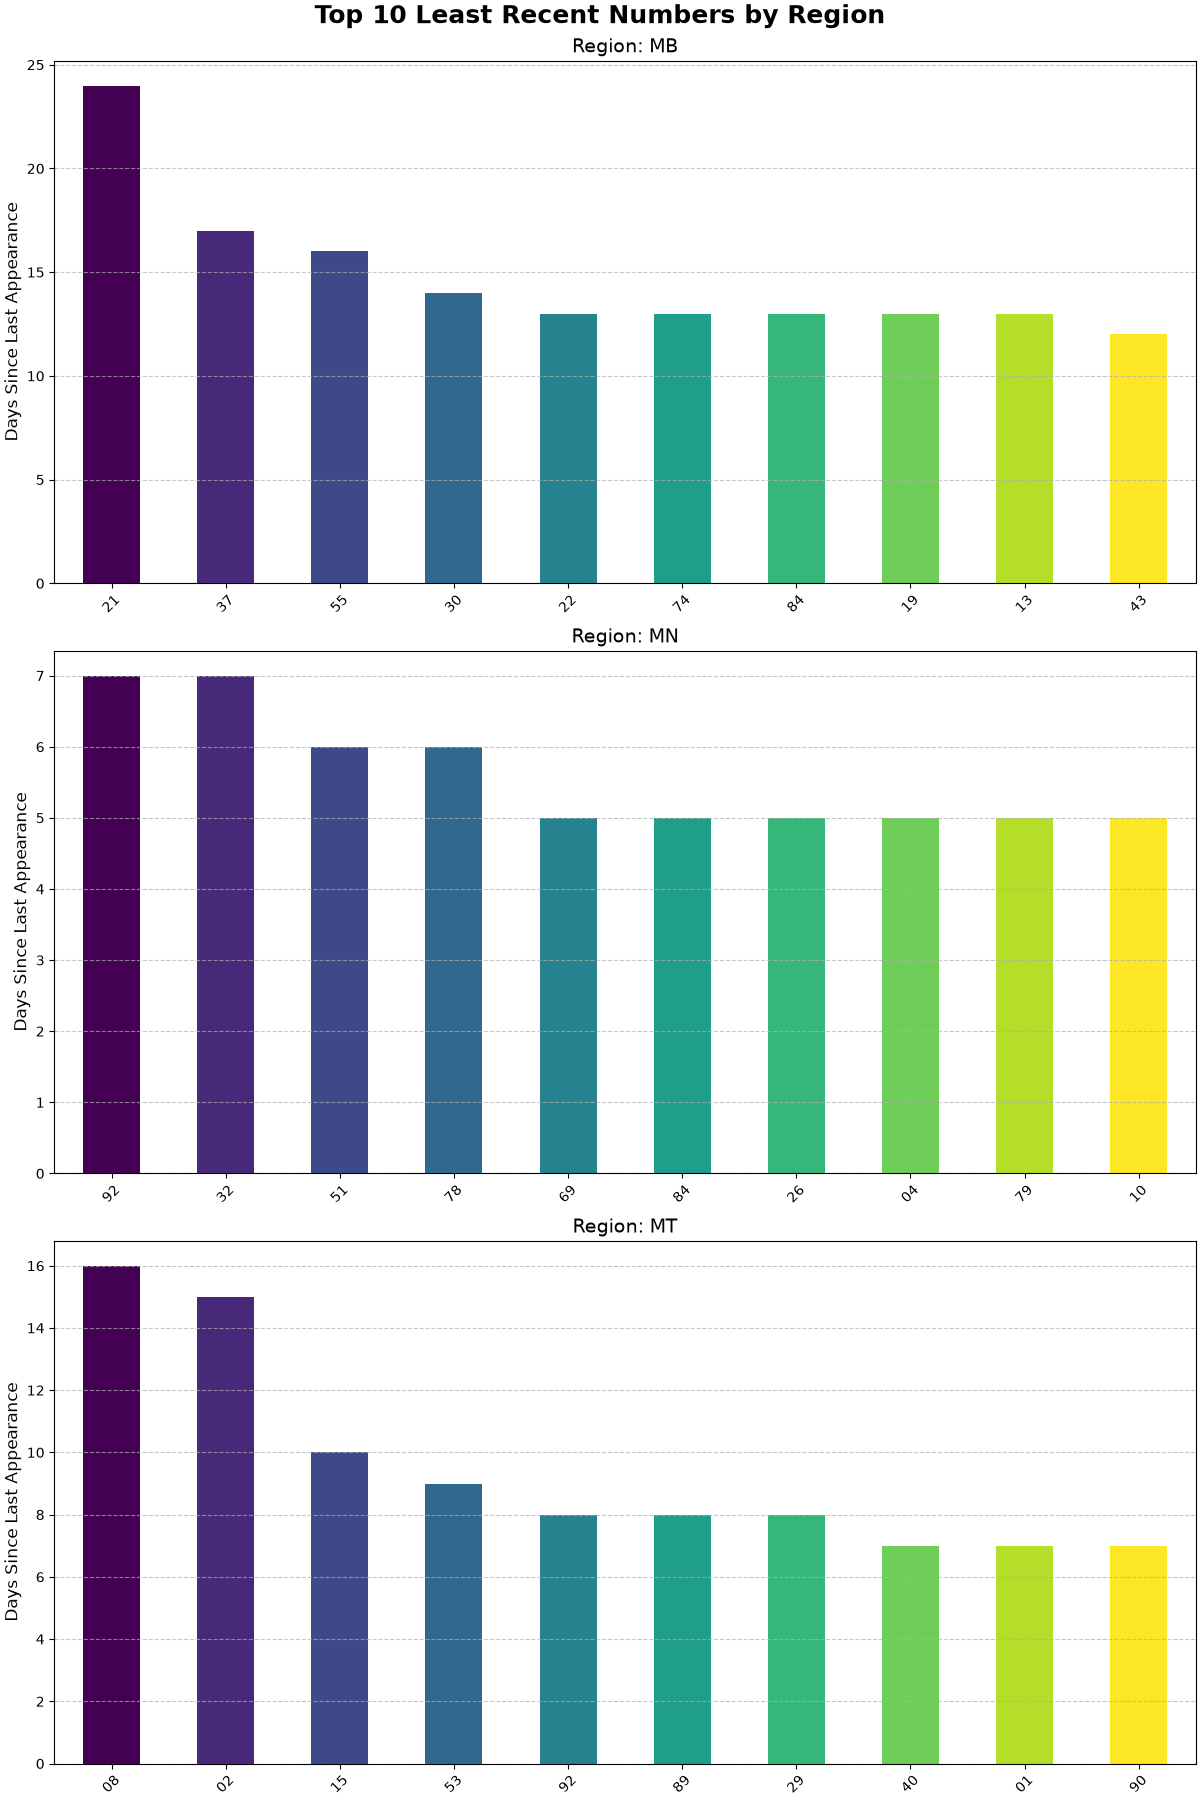 Top 10 Least Recent Numbers by Region
Region: MB
Days Since Last Appearance
25
20
15
10
5
0
21 37 55 30 22 74 84 19 13 43
Region: MN
Days Since Last Appearance
7
6
5
4
3
2
1
0
92 32 51 78 69 84 26 04 79 10
Region: MT
Days Since Last Appearance
16
14
12
10
8
6
4
2
0
08 02 15 53 92 89 29 40 01 90